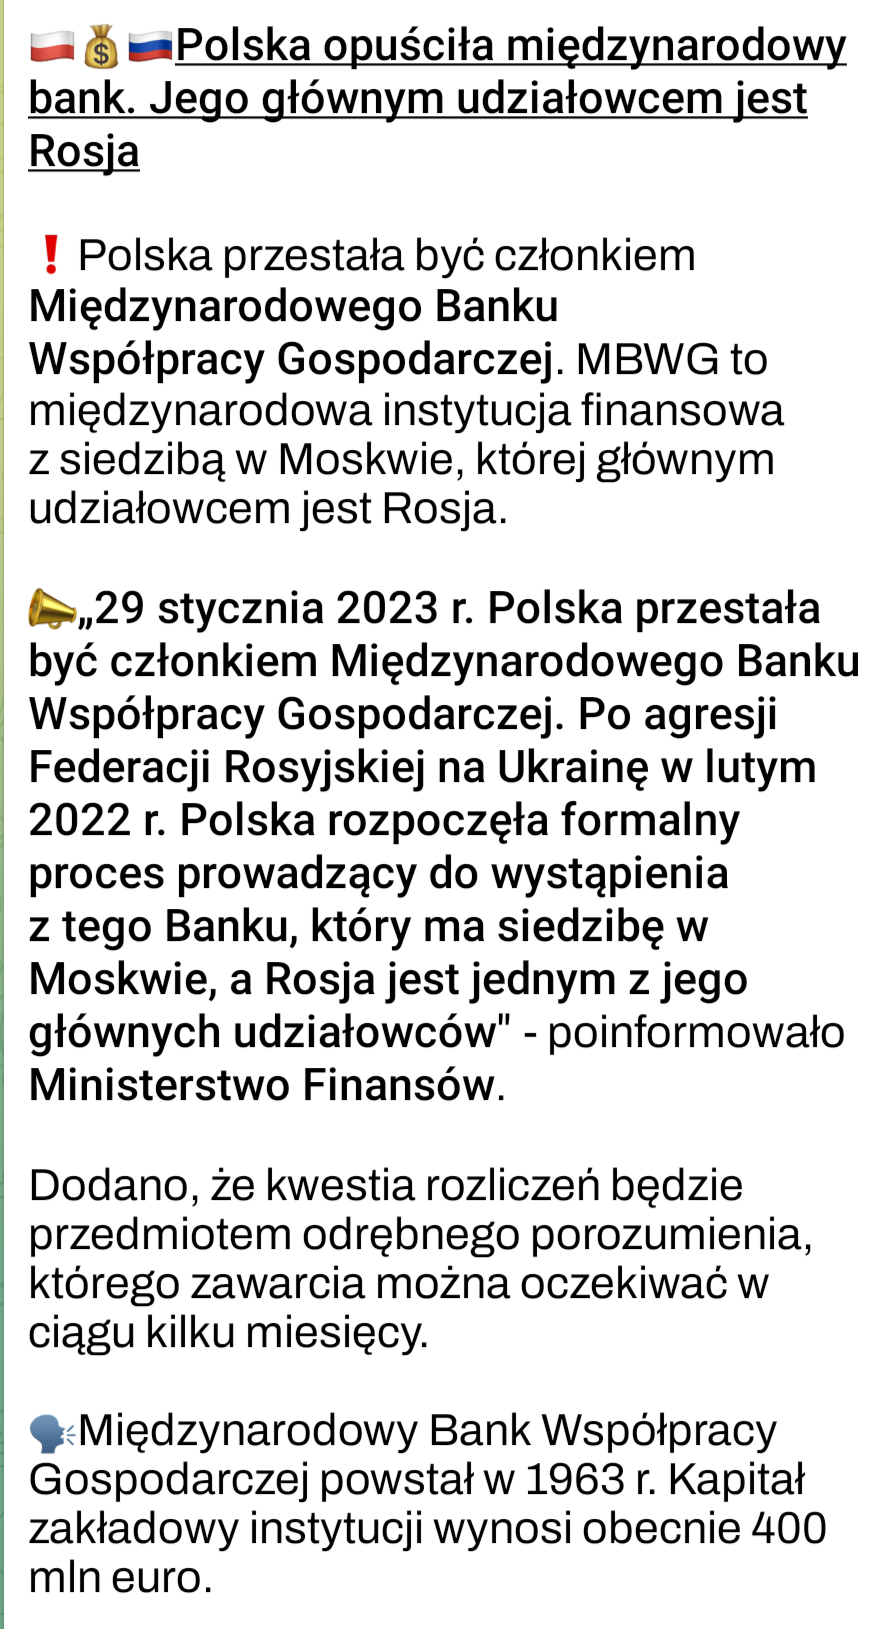 🇵🇱💰🇷🇺Polska opuściła międzynarodowy
bank. Jego głównym udziałowcem jest
Rosja
❗Polska przestała być członkiem
Międzynarodowego Banku
Współpracy Gospodarczej. MBWG to
międzynarodowa instytucja finansowa
z siedzibą w Moskwie, której głównym
udziałowcem jest Rosja.
📣„29 stycznia 2023 r. Polska przestała
być członkiem Międzynarodowego Banku
Współpracy Gospodarczej. Po agresji
Federacji Rosyjskiej na Ukrainę w lutym
2022 r. Polska rozpoczęła formalny
proces prowadzący do wystąpienia
z tego Banku, który ma siedzibę w
Moskwie, a Rosja jest jednym z jego
głównych udziałowców" - poinformowało
Ministerstwo Finansów.
Dodano, że kwestia rozliczeń będzie
przedmiotem odrębnego porozumienia,
którego zawarcia można oczekiwać w
ciągu kilku miesięcy.
🗣Międzynarodowy Bank Współpracy
Gospodarczej powstał w 1963 r. Kapitał
zakładowy instytucji wynosi obecnie 400
mln euro.